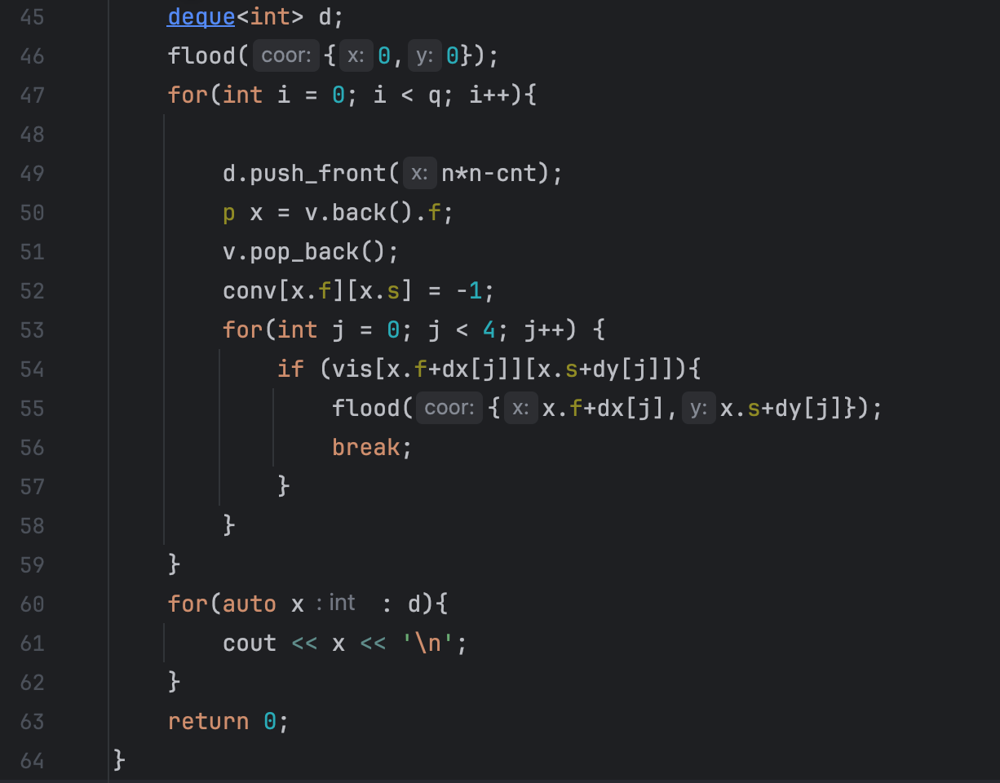 45 deque<int> d;
46 flood( coor: { x: 0, y: 0});
47 for(int i = 0; i < q; i++){
48
49 d.push_front( x: n*n-cnt);
50 p x = v.back().f;
51 v.pop_back();
52 conv[x.f][x.s] = -1;
53 for(int j = 0; j < 4; j++) {
54 if (vis[x.f+dx[j]][x.s+dy[j]]){
55 flood( coor: { x: x.f+dx[j], y: x.s+dy[j]});
56 break;
57 }
58 }
59 }
60 for(auto x : int : d){
61 cout << x << '\n';
62 }
63 return 0;
64 }